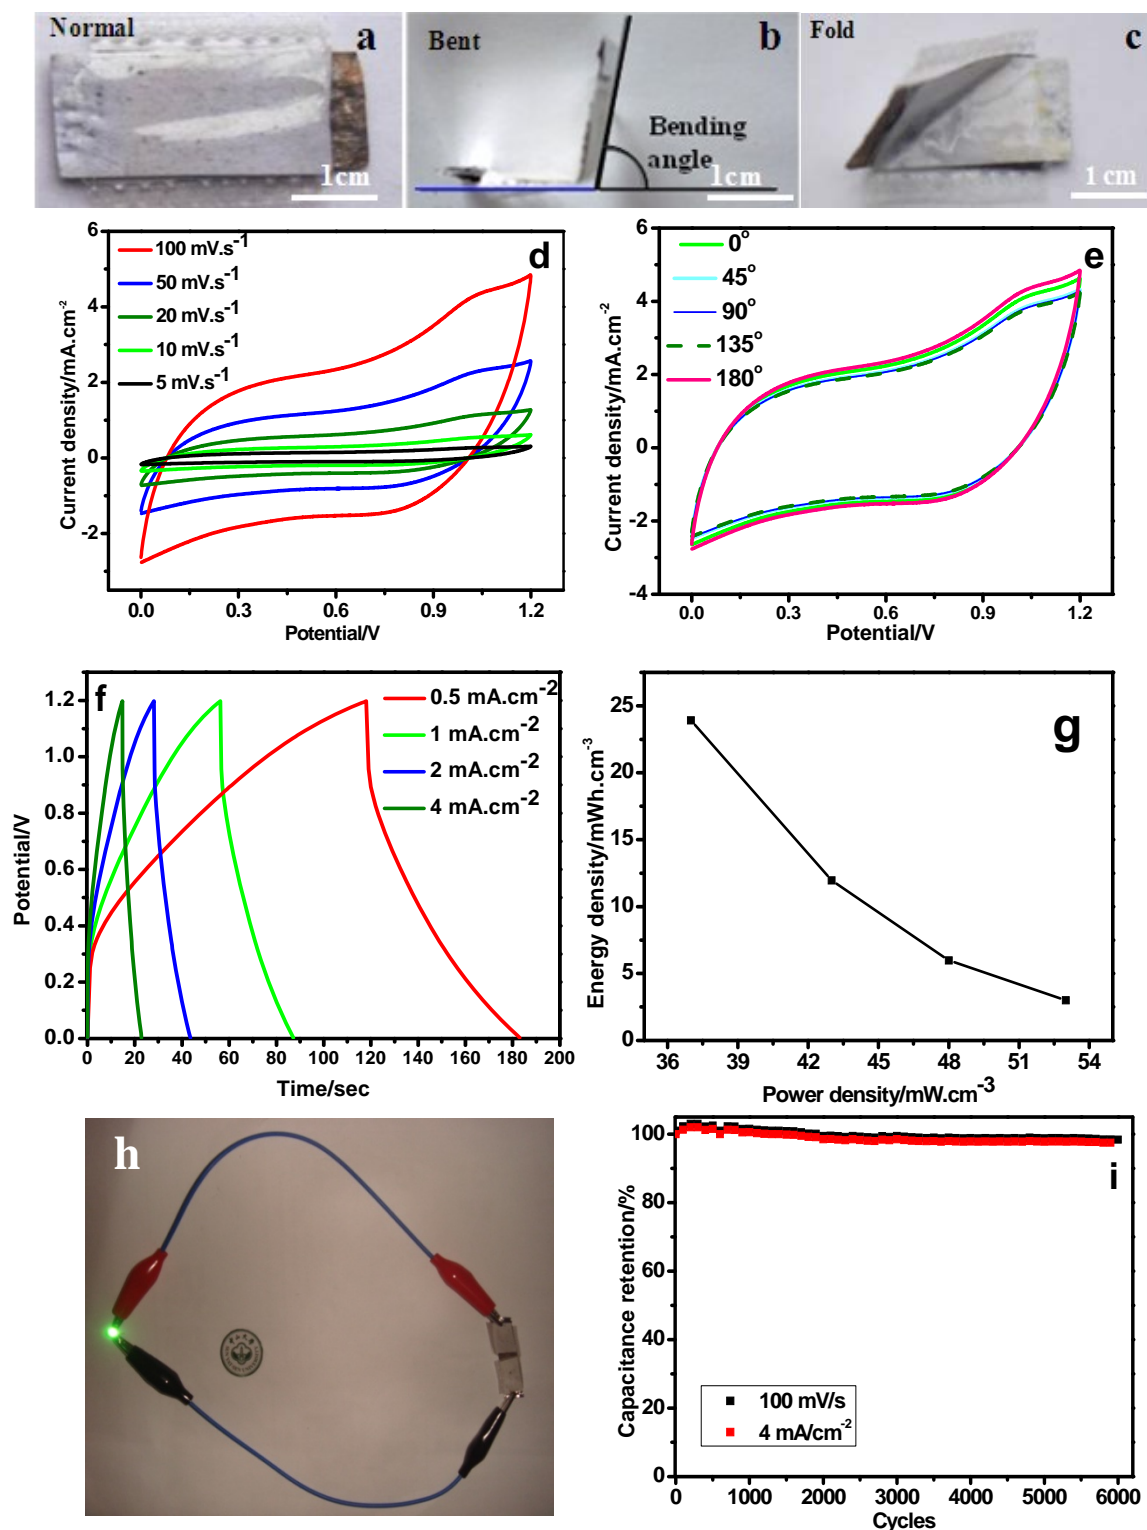 Normal
a
1cm
Bent
b
Bending
angle
1cm
Fold
c
1 cm
d
100 mV.s-1
50 mV.s-1
20 mV.s-1
10 mV.s-1
5 mV.s-1
6
4
2
0
-2
Current density/mA.cm-2
0.0 0.3 0.6 0.9 1.2
Potential/V
e
0o
45o
90o
135o
180o
6
4
2
0
-2
-4
Current density/mA.cm-2
0.0 0.3 0.6 0.9 1.2
Potential/V
f
0.5 mA.cm-2
1 mA.cm-2
2 mA.cm-2
4 mA.cm-2
1.2
1.0
0.8
0.6
0.4
0.2
0.0
Potential/V
0 20 40 60 80 100 120 140 160 180 200
Time/sec
g
25
20
15
10
5
0
Energy density/mWh.cm-3
36 39 42 45 48 51 54
Power density/mW.cm-3
h
i
100
80
60
40
20
0
Capacitance retention/%
100 mV/s
4 mA/cm-2
0 1000 2000 3000 4000 5000 6000
Cycles